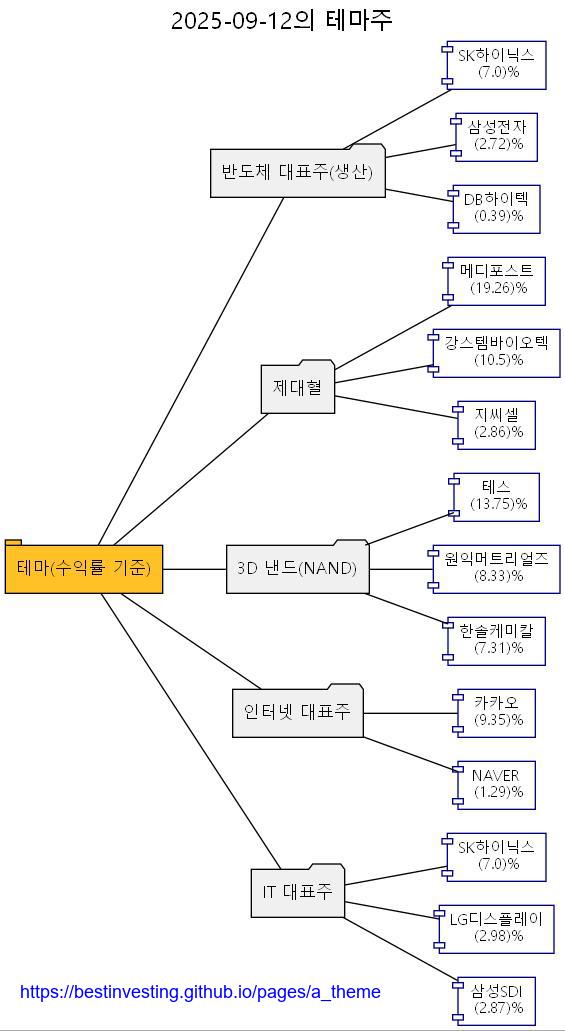 2025-09-12의 테마주
SK하이닉스
(7.0)%
삼성전자
(2.72)%
반도체 대표주(생산)
DB하이텍
(0.39)%
메디포스트
(19.26)%
강스템바이오텍
(10.5)%
제대혈
지씨셀
(2.86)%
테스
(13.75)%
테마(수익률 기준)
3D 낸드(NAND)
원익머트리얼즈
(8.33)%
한솔케미칼
(7.31)%
인터넷 대표주
카카오
(9.35)%
NAVER
(1.29)%
SK하이닉스
(7.0)%
IT 대표주
LG디스플레이
(2.98)%
삼성SDI
(2.87)%
https://bestinvesting.github.io/pages/a_theme